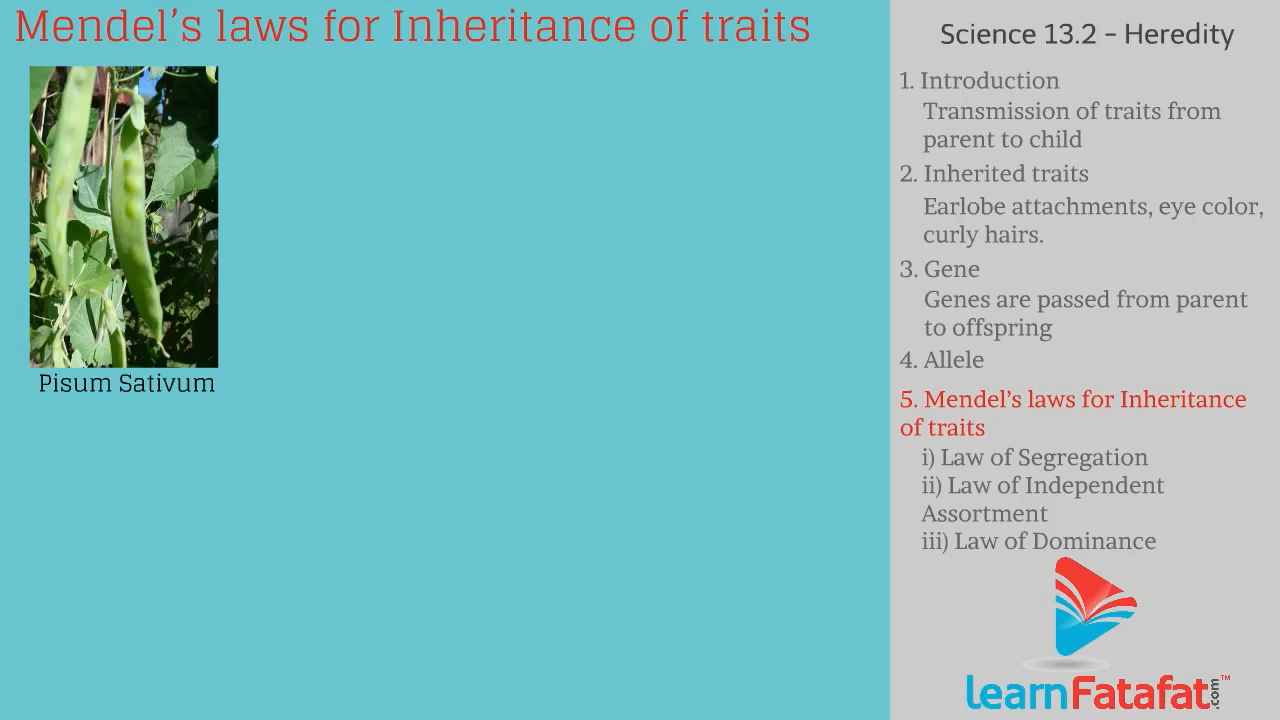 Mendel's laws for Inheritance of traits
Pisum Sativum
Science 13.2 – Heredity
1. Introduction
Transmission of traits from
parent to child
2. Inherited traits
Earlobe attachments, eye color,
curly hairs.
3. Gene
Genes are passed from parent
to offspring
4. Allele
5. Mendel's laws for Inheritance
of traits
i) Law of Segregation
ii) Law of Independent
Assortment
iii) Law of Dominance
learnFatafat.com™